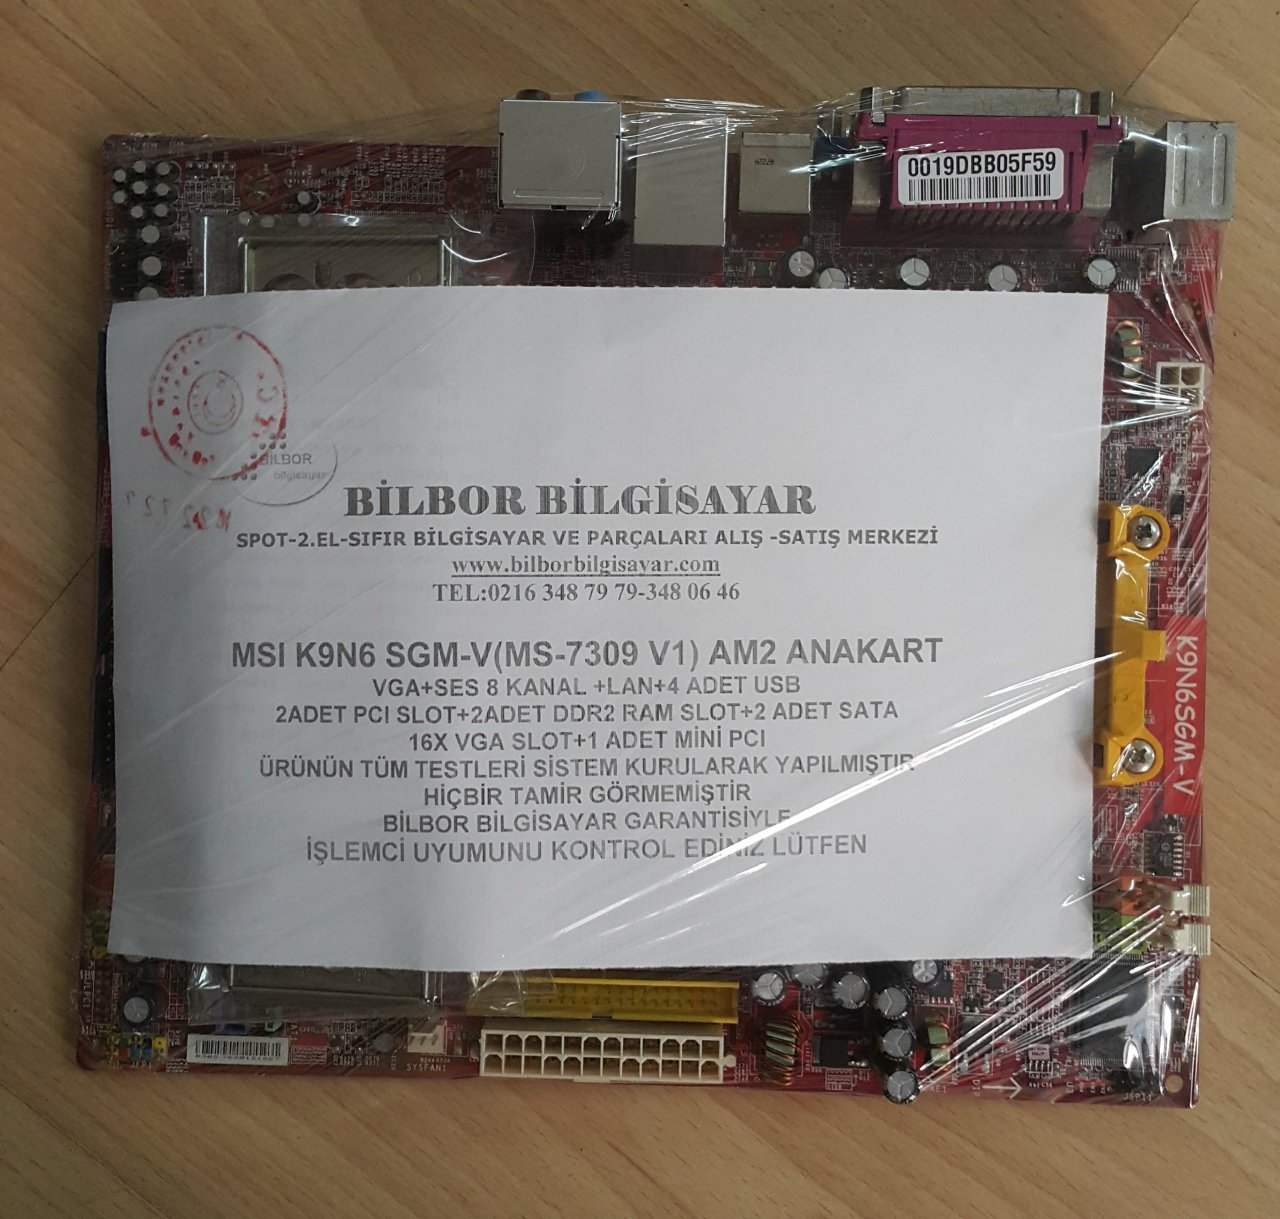 0019DBB05F59
BİLBOR
bilgisayar
BİLBOR BİLGİSAYAR
SPOT-2.EL-SIFIR BİLGİSAYAR VE PARÇALARI ALIŞ -SATIŞ MERKEZİ
www.bilborbilgisayar.com
TEL:0216 348 79 79-348 06 46
MSI K9N6 SGM-V(MS-7309 V1) AM2 ANAKART
VGA+SES 8 KANAL +LAN+4 ADET USB
2ADET PCI SLOT+2ADET DDR2 RAM SLOT+2 ADET SATA
16X VGA SLOT+1 ADET MİNİ PCI
ÜRÜNÜN TÜM TESTLERİ SİSTEM KURULARAK YAPILMIŞTIR
HİÇBİR TAMİR GÖRMEMİŞTİR
BİLBOR BİLGİSAYAR GARANTİSİYLE
İŞLEMCİ UYUMUNU KONTROL EDİNİZ LÜTFEN
K9N6SGM-V
SYSFAN1
JSPI1